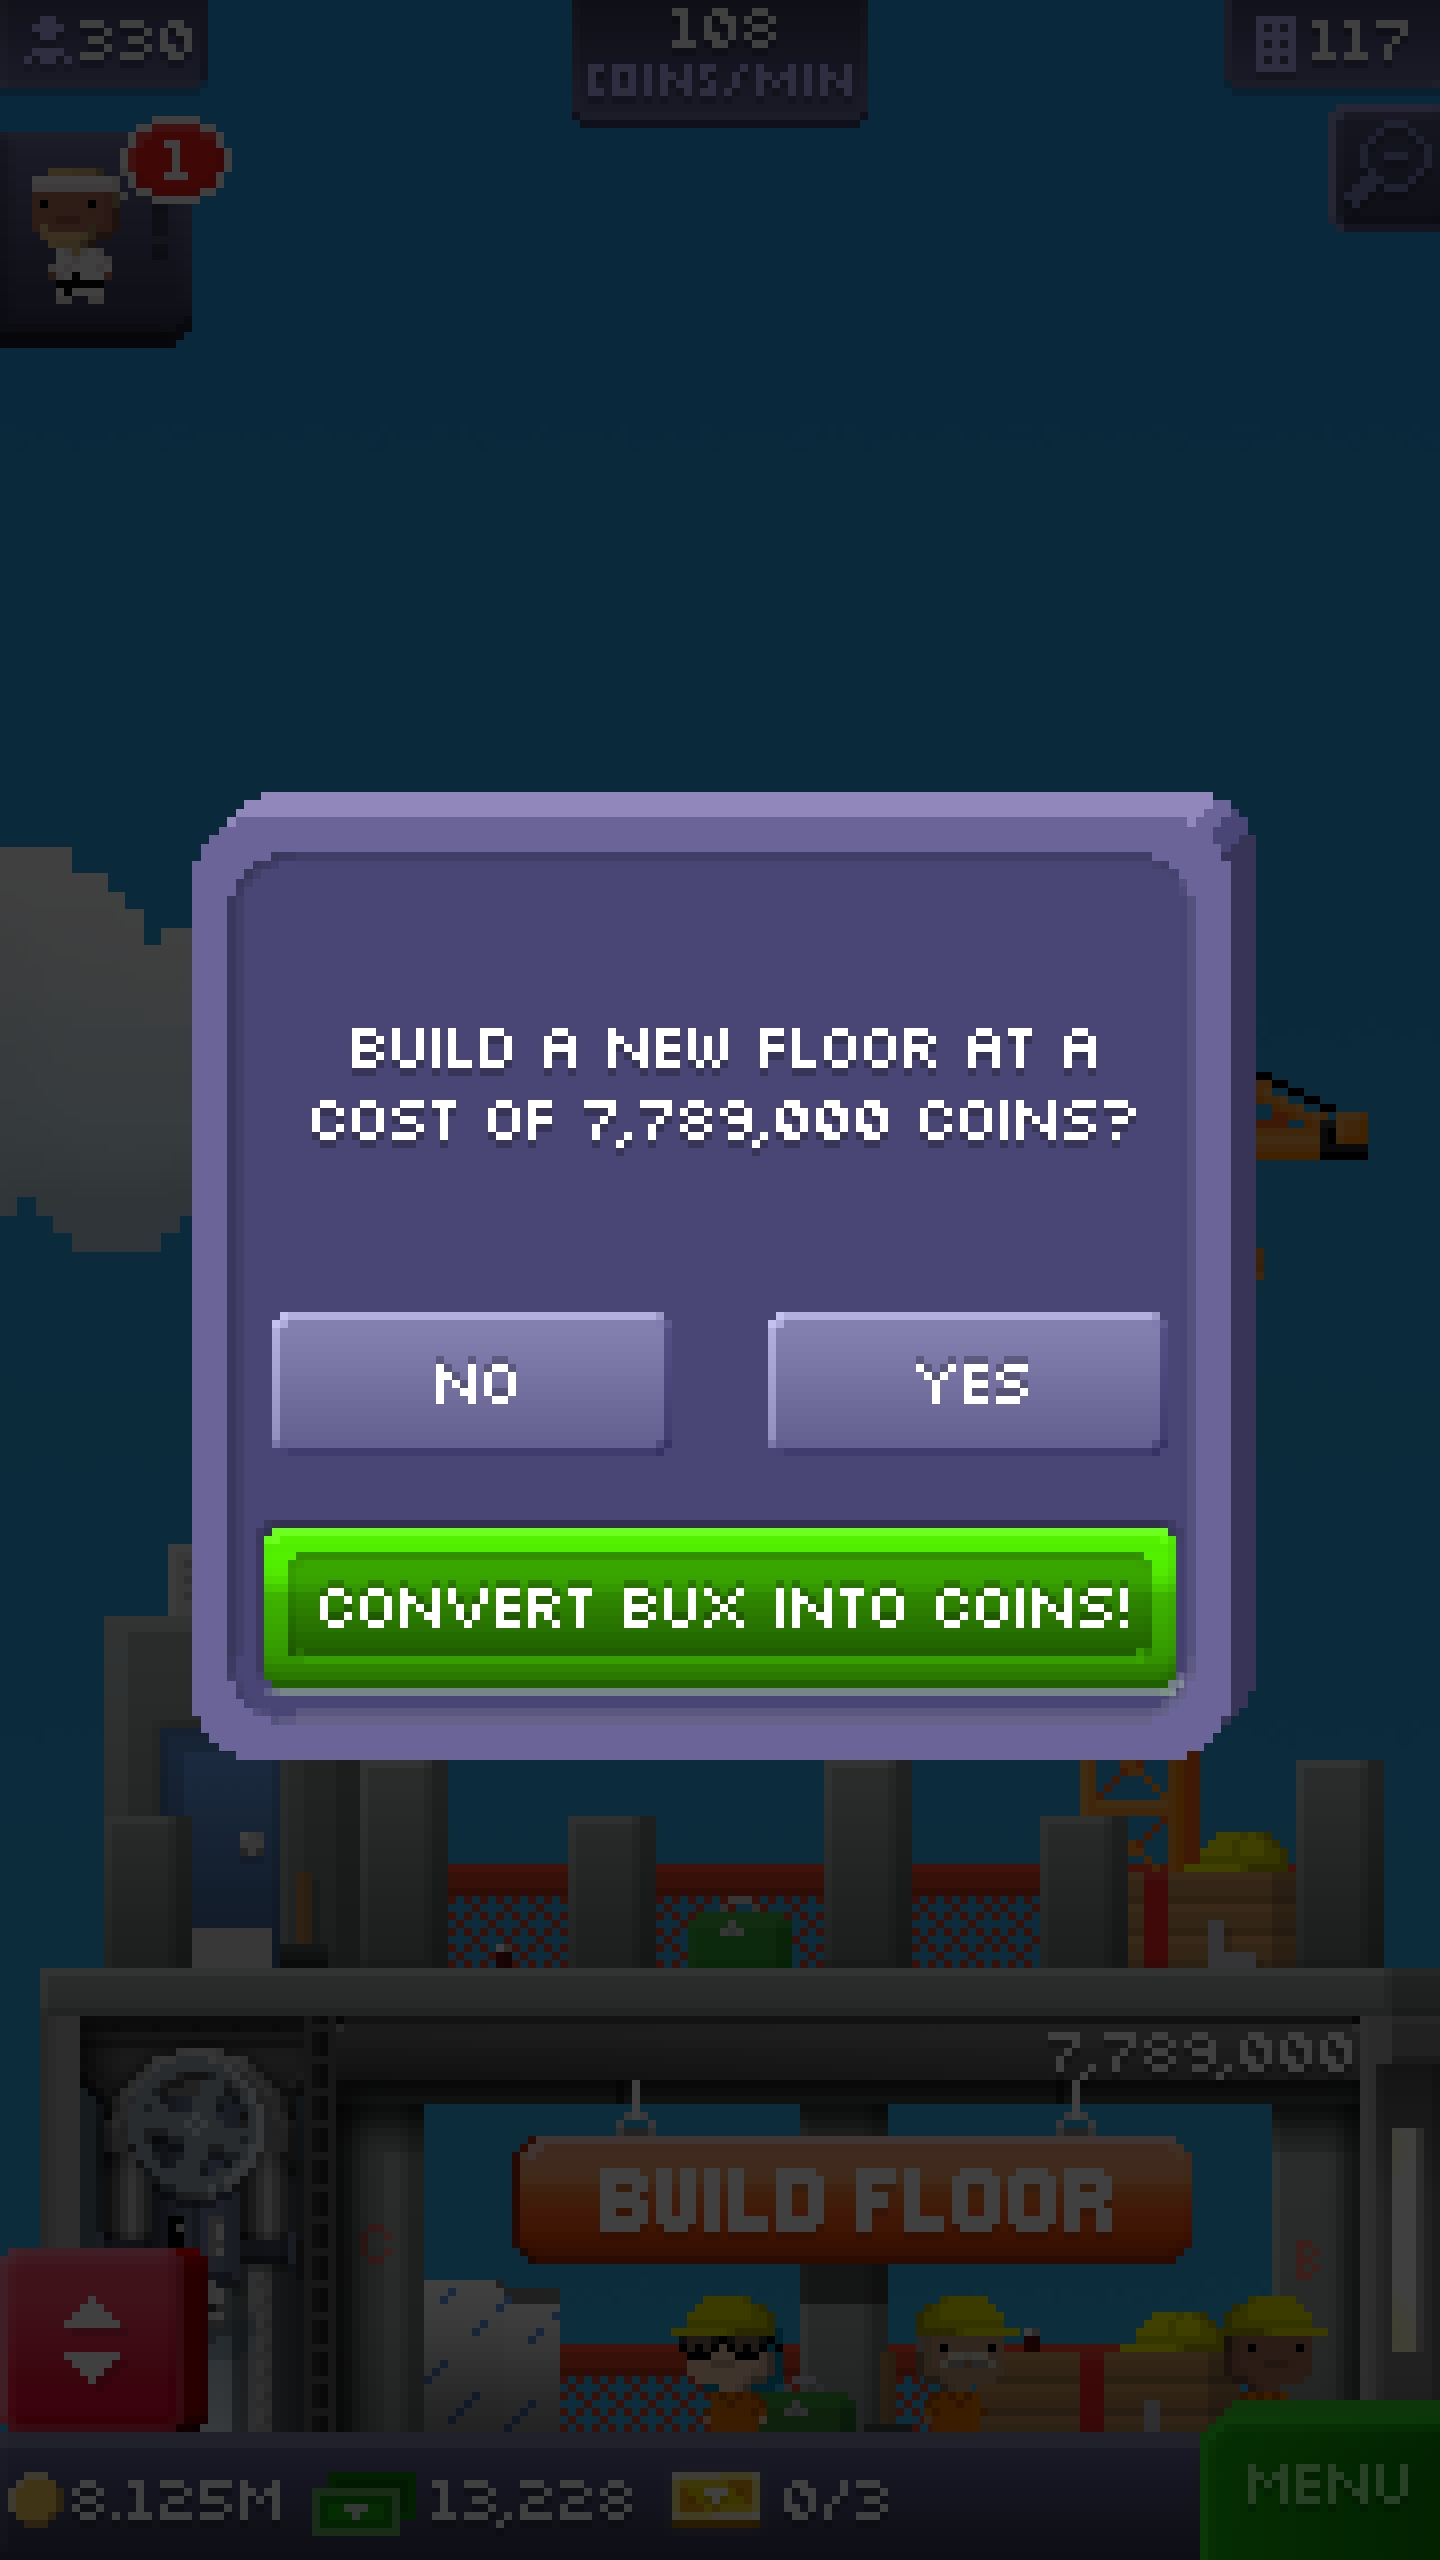 330
108
COINS/MIN
117
1
BUILD A NEW FLOOR AT A
COST OF 7,789,000 COINS?
NO
YES
CONVERT BUX INTO COINS!
7,789,000
BUILD FLOOR
C
B
8.125M
13,228
0/3
MENU